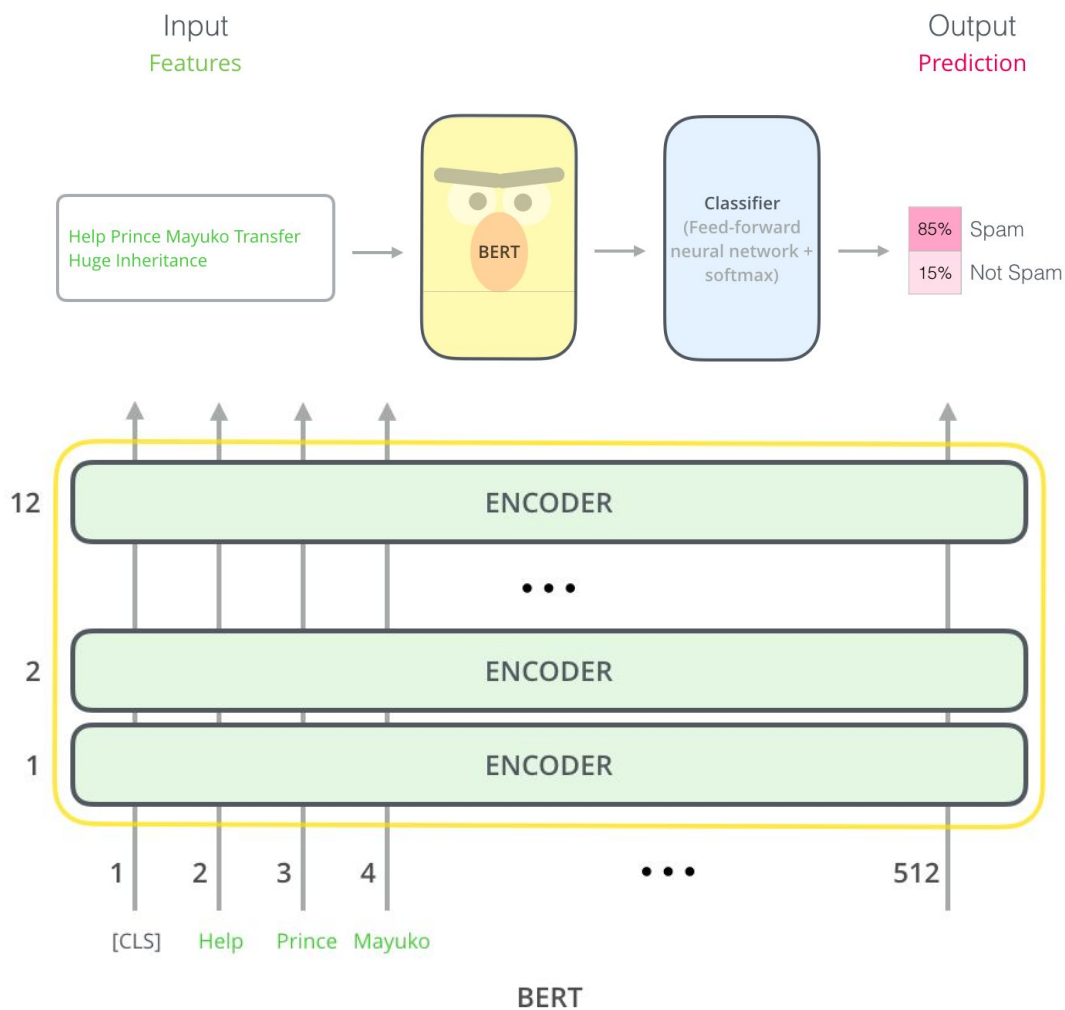 Input
Output
Features
Prediction
Help Prince Mayuko Transfer
Huge Inheritance
BERT
Classifier
(Feed-forward
neural network +
softmax)
85% Spam
15% Not Spam
12 ENCODER
•••
2 ENCODER
1 ENCODER
1 2 3 4 ••• 512
[CLS] Help Prince Mayuko
BERT